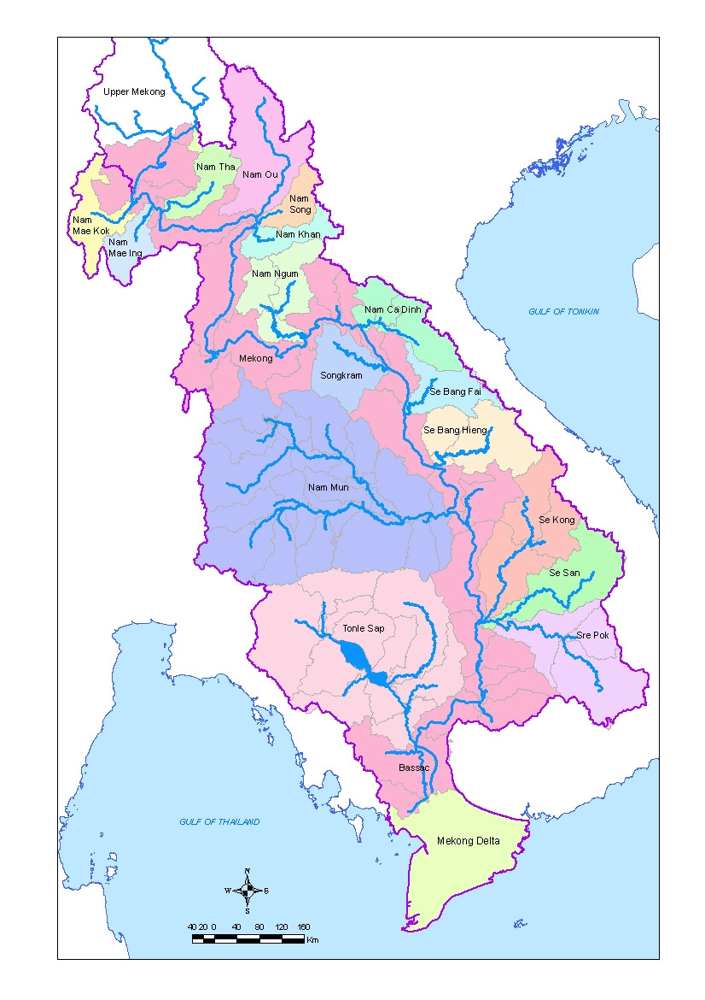 Upper Mekong
Nam Tha
Nam Ou
Nam
Song
Nam
Mae Kok
Nam Khan
Nam
Mae Ing
Nam Ngum
GULF OF TONKIN
Nam Ca Dinh
Mekong
Songkram
Se Bang Fai
Se Bang Hieng
Nam Mun
Se Kong
Se San
Tonle Sap
Sre Pok
Bassac
GULF OF THAILAND
Mekong Delta
N
W E
S
40 20 0 40 80 120 160
Km